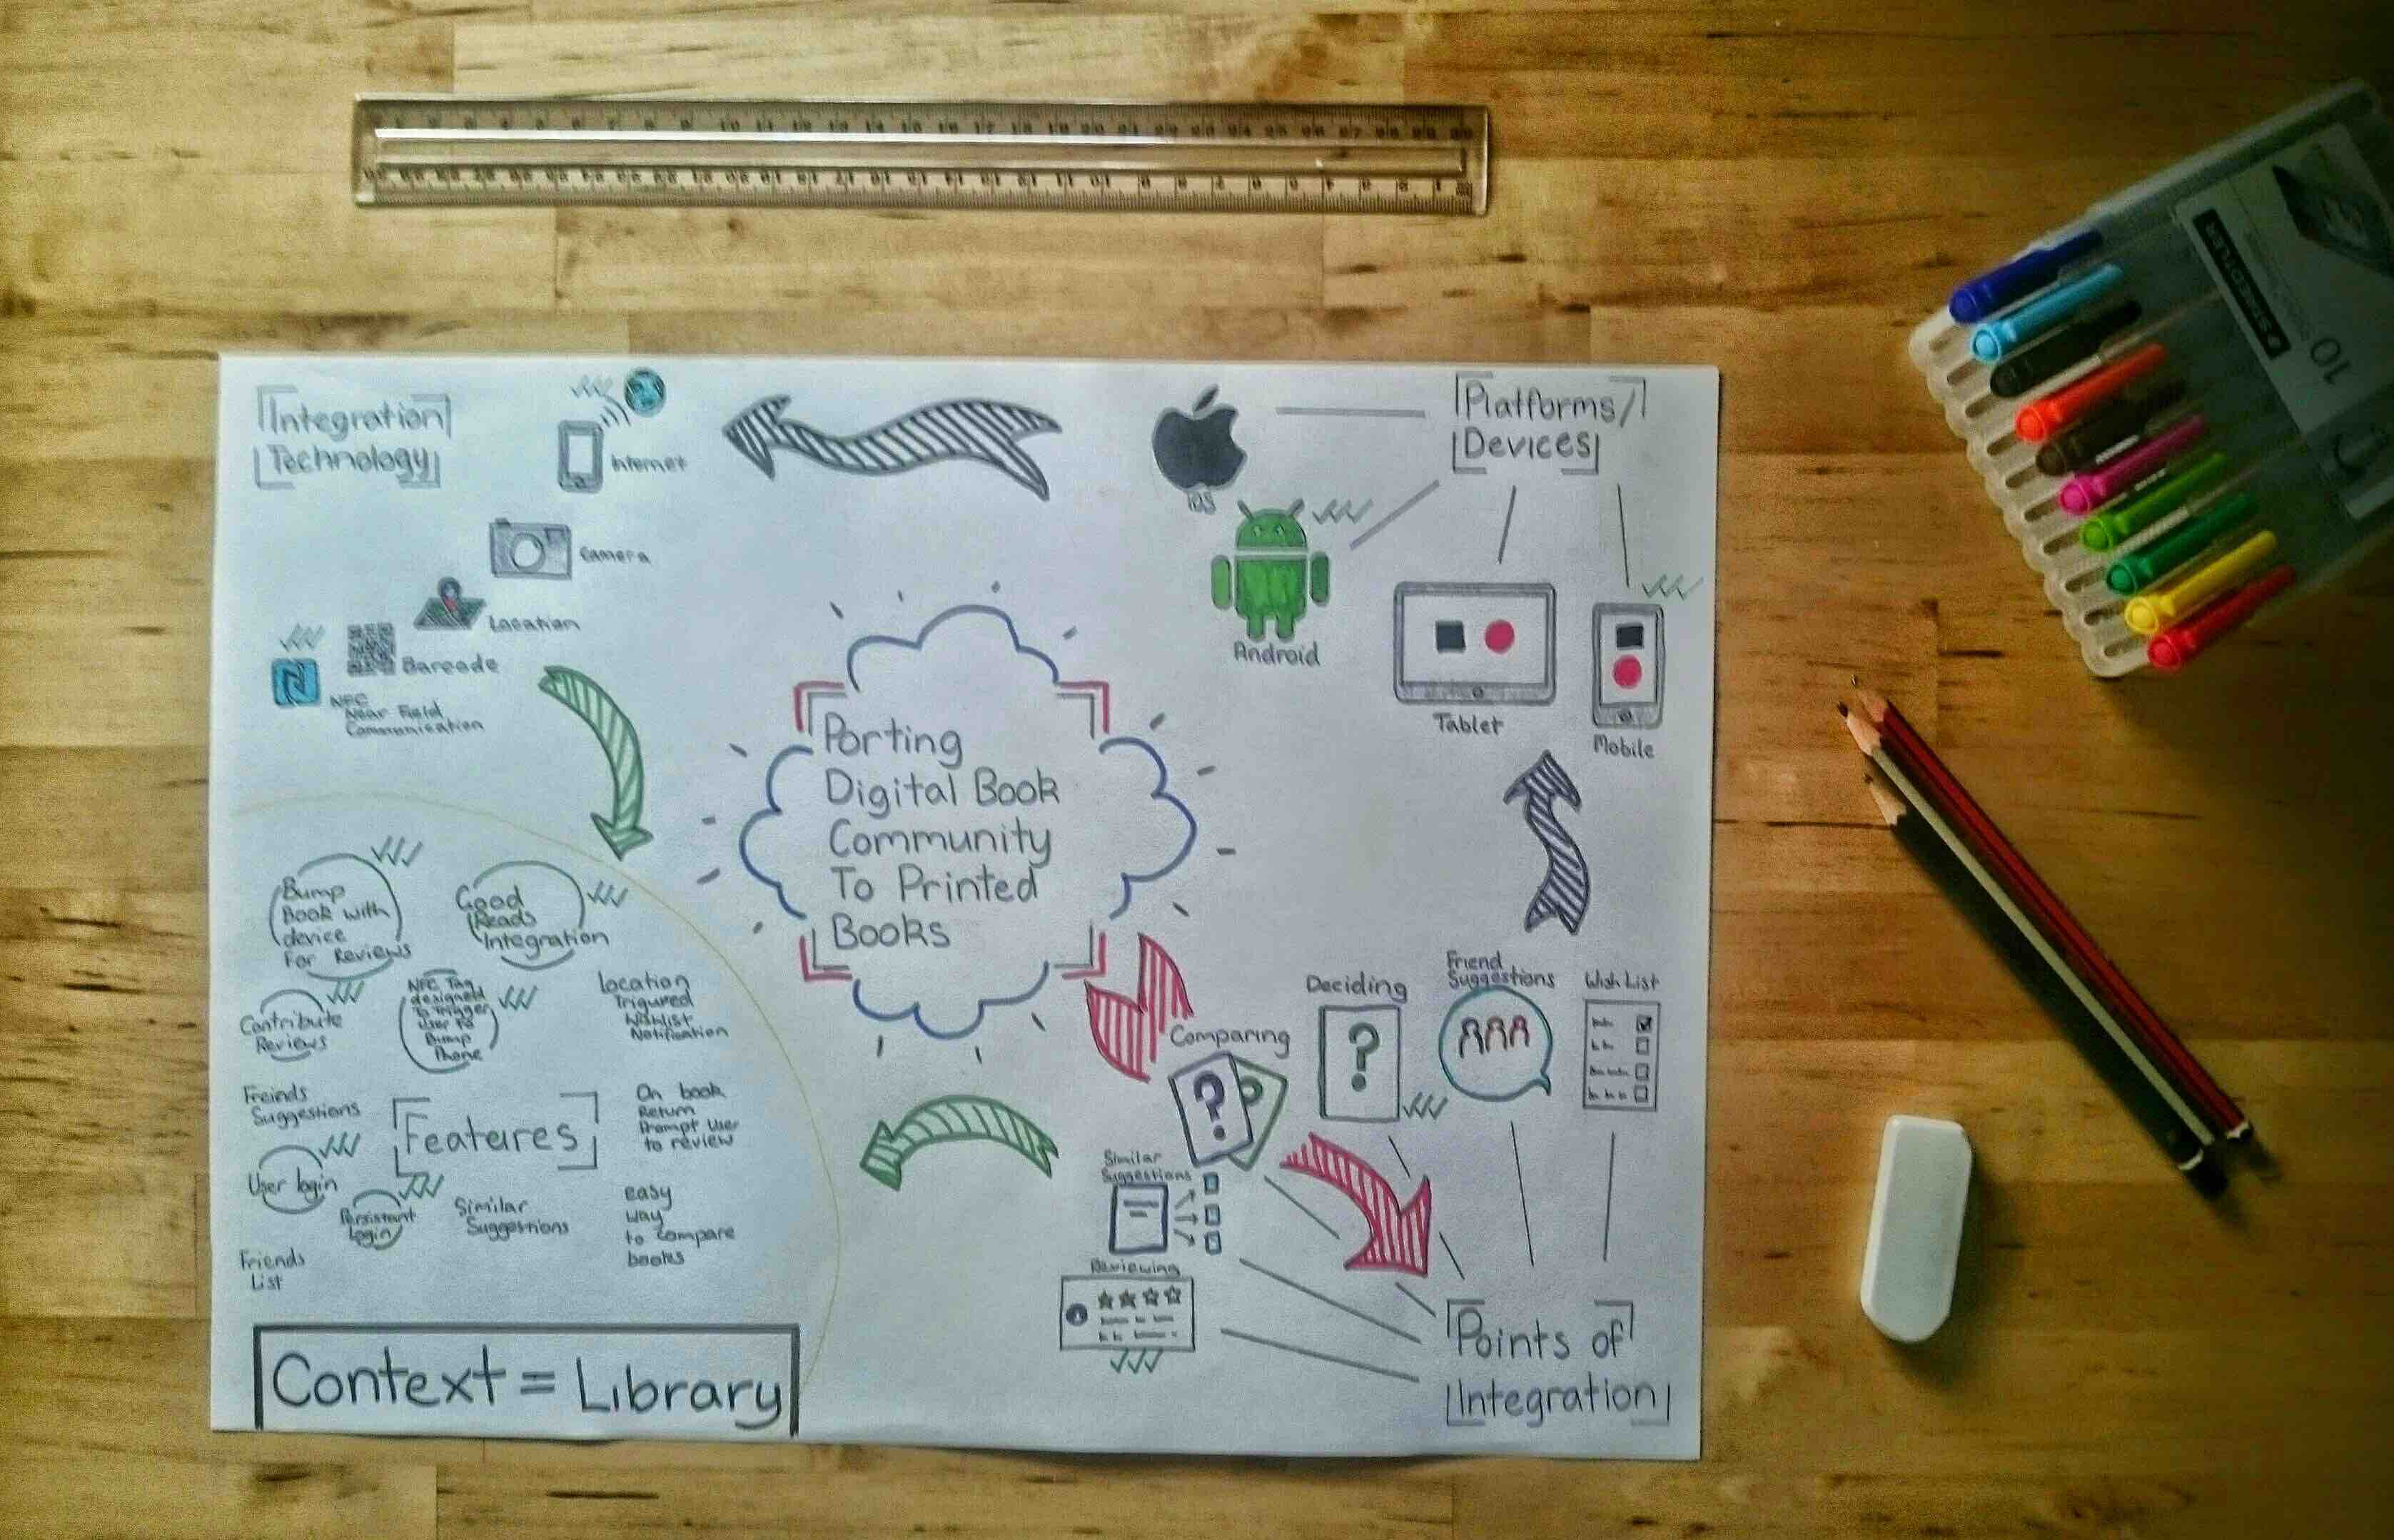 Integration
Technology
Internet
Camera
Location
Barcode
NFC
Near Field
Communication
iOS
Android
Platforms/
Devices
Tablet
Mobile
Porting
Digital Book
Community
To Printed
Books
Bump
Book with
device
For Reviews
Good
Reads
Integration
Contribute
Reviews
NFC Tag
designed
To Trigger
User To
Bump
Phone
Location
Trigured
Wishlist
Notification
Freinds
Suggestions
Features
On book
Return
Prompt User
to review
User login
Persistant
login
Similar
Suggestions
easy
way
to compare
books
Friends
List
Context = Library
Comparing
Deciding
Friend
Suggestions
Wish List
Similar
Suggestions
Reviewing
Points of
Integration
STAEDTLER
10